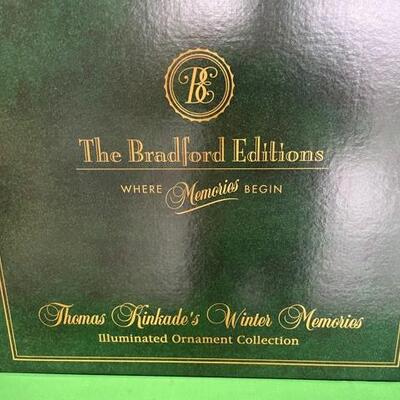 BE
The Bradford Editions
WHERE Memories BEGIN
Thomas Kinkade's Winter Memories
Illuminated Ornament Collection